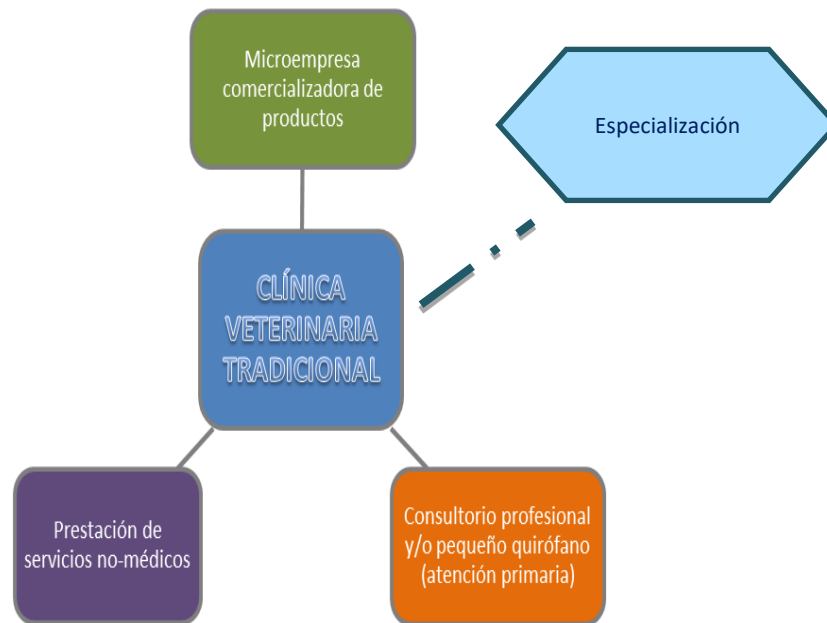 Microempresa
comercializadora de
productos
Especialización
CLÍNICA
VETERINARIA
TRADICIONAL
Prestación de
servicios no-médicos
Consultorio profesional
y/o pequeño quirófano
(atención primaria)